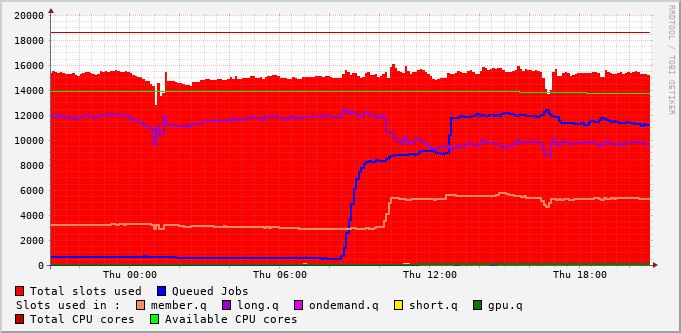 20000
18000
16000
14000
12000
10000
8000
6000
4000
2000
0
Thu 00:00 Thu 06:00 Thu 12:00 Thu 18:00
Total slots used Queued Jobs
Slots used in : member.q long.q ondemand.q short.q gpu.q
Total CPU cores Available CPU cores
RRDTOOL / TOBI OETIKER